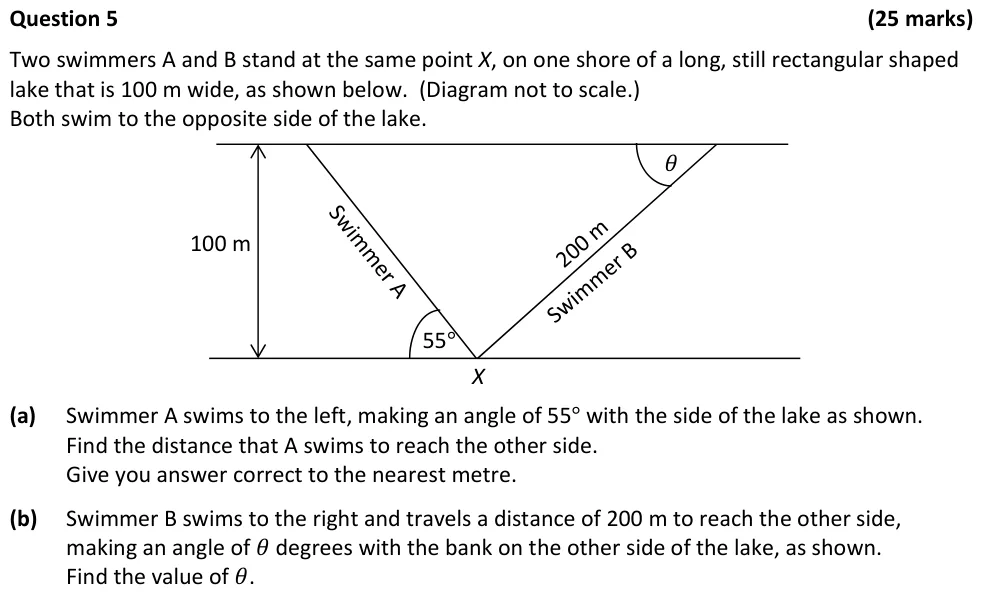 Question 5 (25 marks)
Two swimmers A and B stand at the same point X, on one shore of a long, still rectangular shaped
lake that is 100 m wide, as shown below. (Diagram not to scale.)
Both swim to the opposite side of the lake.
θ
100 m
Swimmer A
200 m
Swimmer B
55°
X
(a) Swimmer A swims to the left, making an angle of 55° with the side of the lake as shown.
Find the distance that A swims to reach the other side.
Give you answer correct to the nearest metre.
(b) Swimmer B swims to the right and travels a distance of 200 m to reach the other side,
making an angle of θ degrees with the bank on the other side of the lake, as shown.
Find the value of θ.